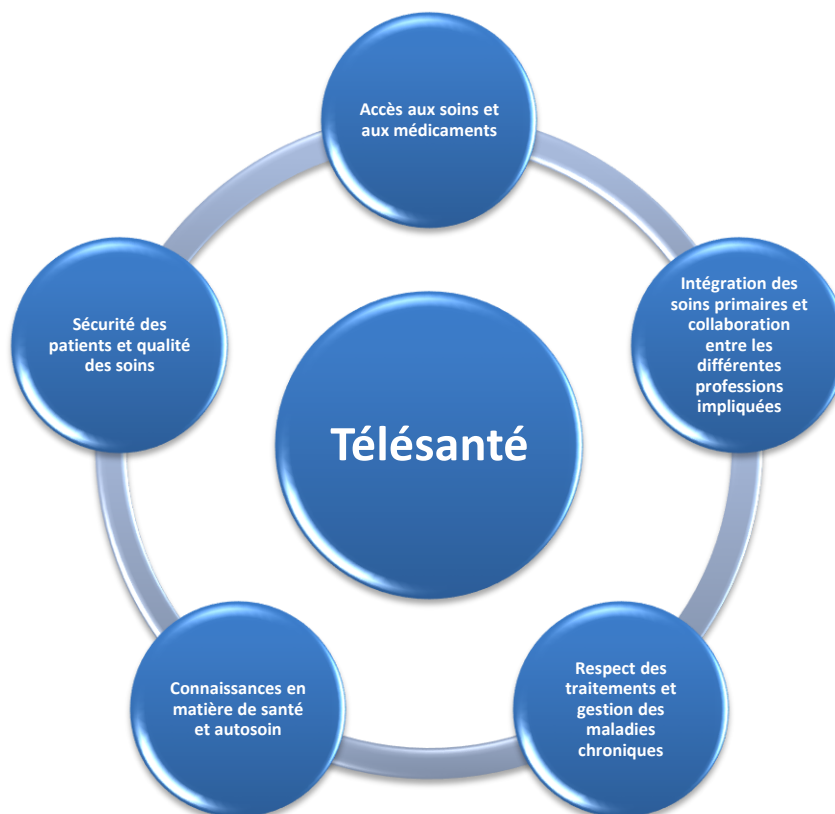 Accès aux soins et
aux médicaments
Intégration des
soins primaires et
collaboration
entre les
différentes
professions
impliquées
Sécurité des
patients et qualité
des soins
Télésanté
Connaissances en
matière de santé
et autosoin
Respect des
traitements et
gestion des
maladies
chroniques